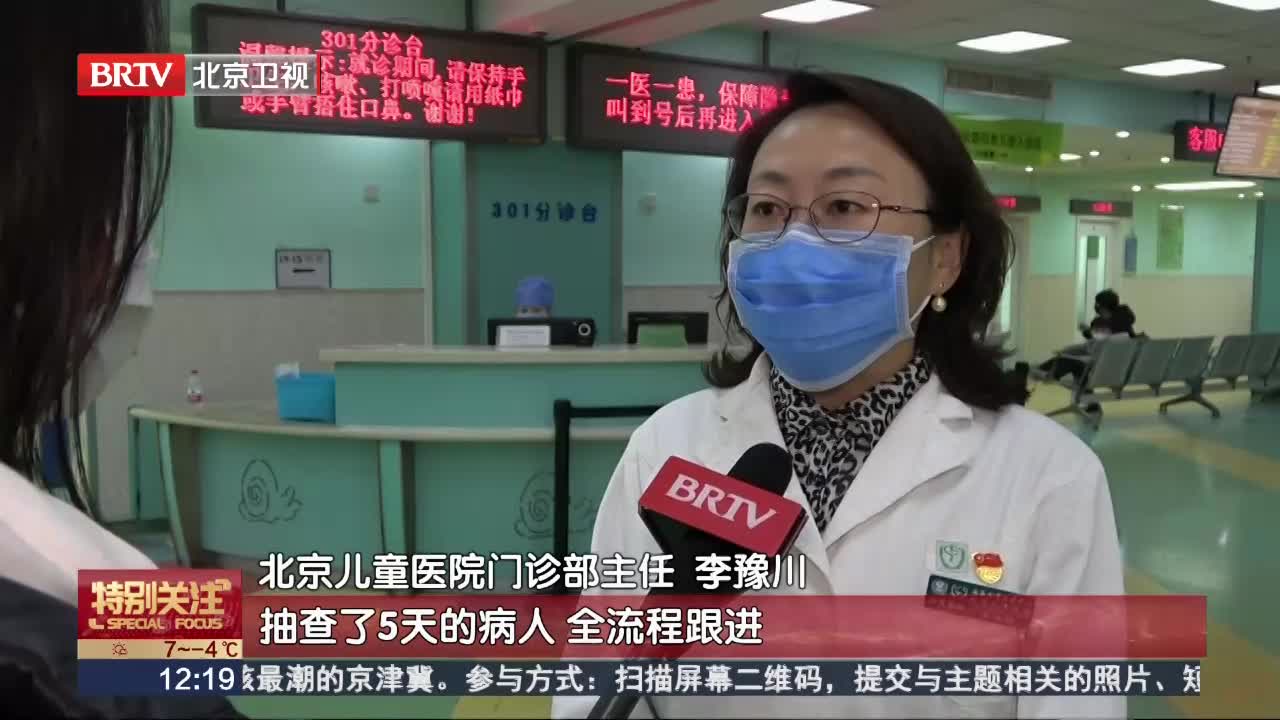 BRTV 北京卫视
301分诊台
:就诊期间,请保持手
咳嗽、打喷嚏请用纸巾
或手臂捂住口鼻。谢谢!
一医一患,保障隐
叫到号后再进入
客服
301分诊台
BRTV
北京儿童医院门诊部主任 李豫川
抽查了5天的病人 全流程跟进
特别关注
SPECIAL FOCUS
7~-4℃
12:19
最潮的京津冀。参与方式：扫描屏幕二维码，提交与主题相关的照片、短